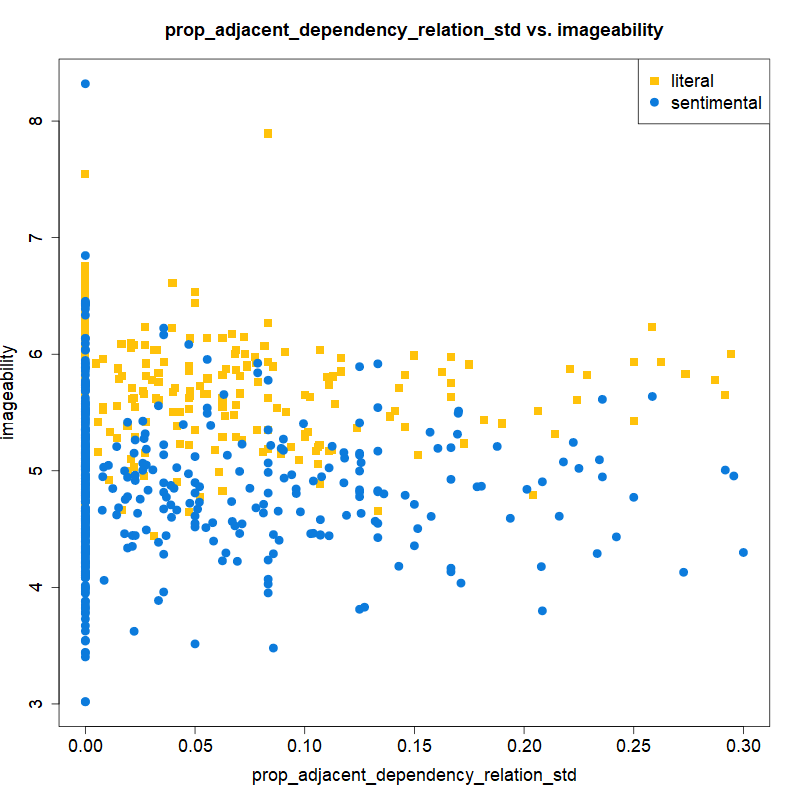 prop_adjacent_dependency_relation_std vs. imageability
literal
sentimental
imageability
8
7
6
5
4
3
0.00 0.05 0.10 0.15 0.20 0.25 0.30
prop_adjacent_dependency_relation_std